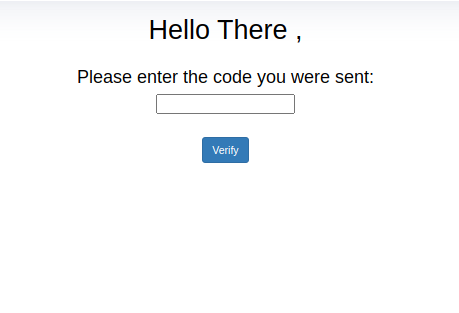 Hello There ,
Please enter the code you were sent:
Verify